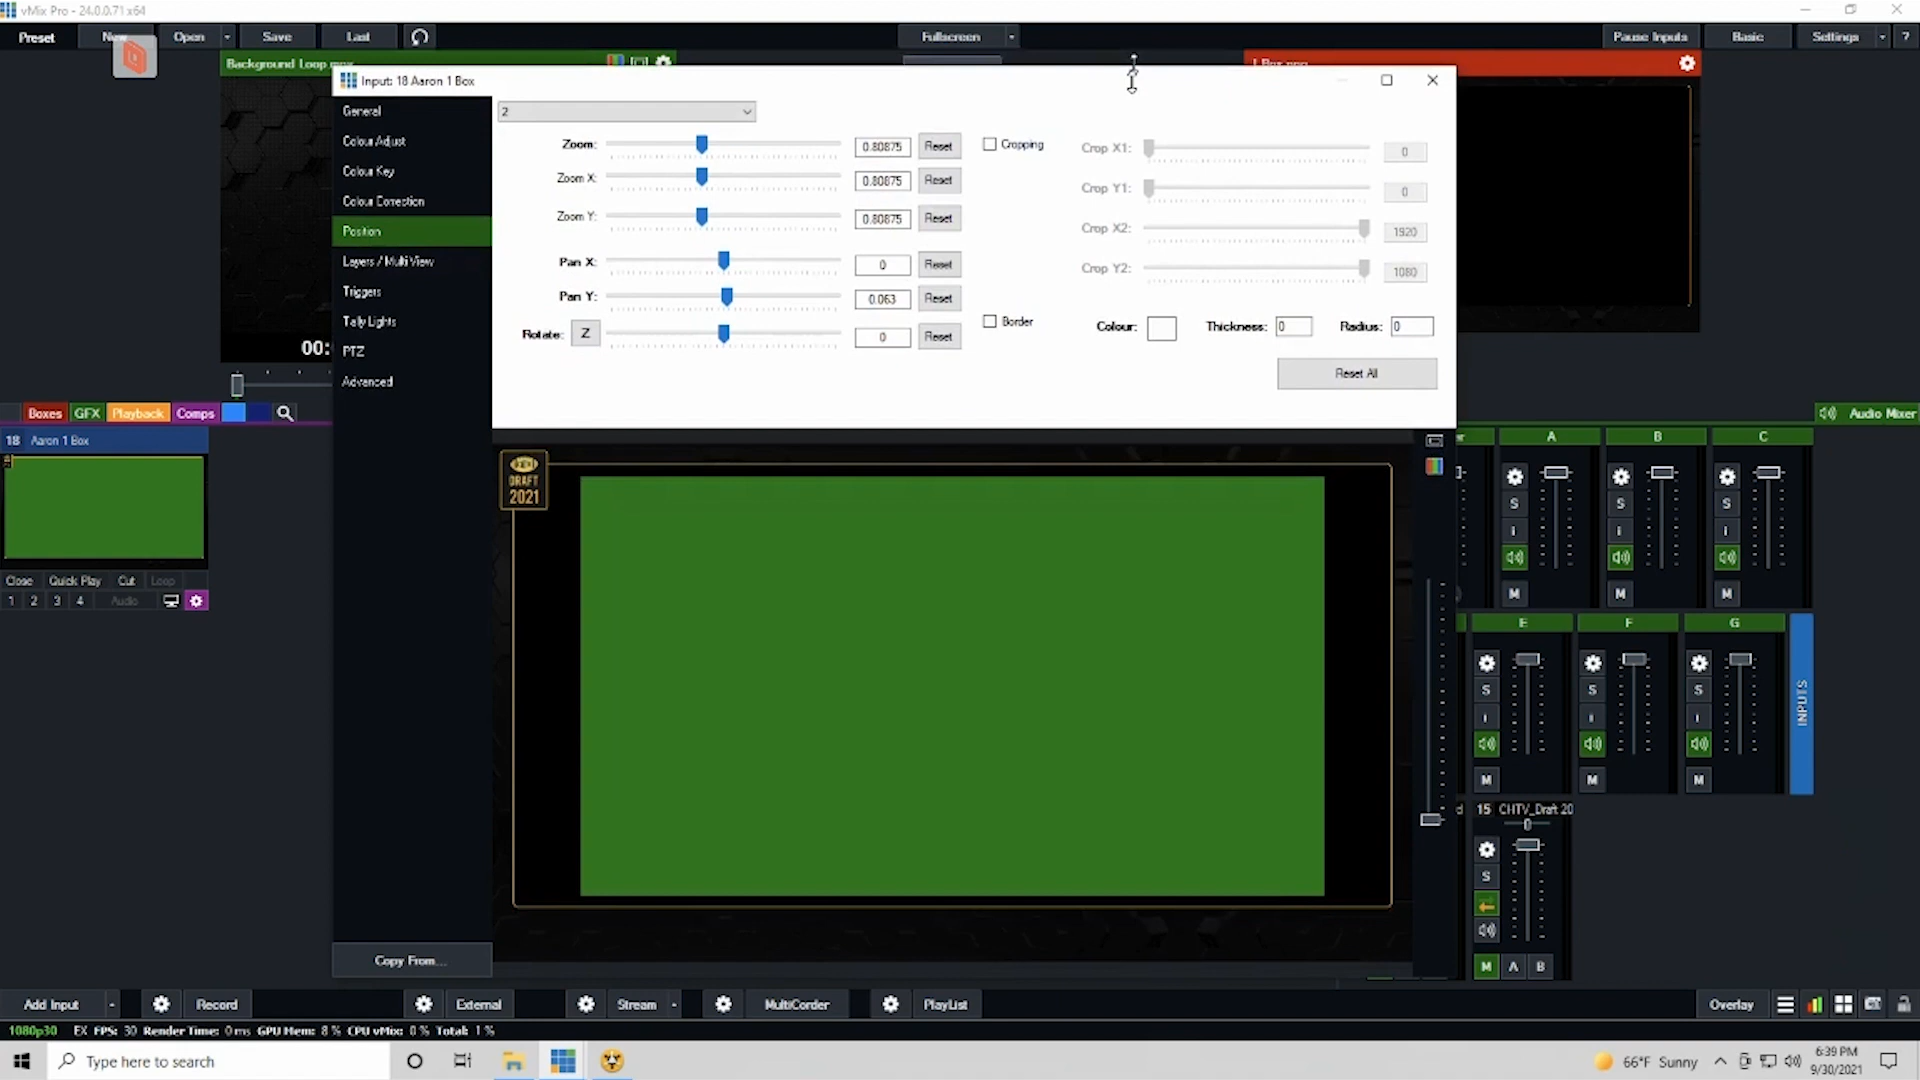 vMix Pro - 24.0.0.71 x64
Preset
New
Open
Save
Last
Fullscreen
Pause Inputs
Basic
Settings
?
Background Loop.mov
1 Box.png
Input: 18 Aaron 1 Box
General
Colour Adjust
Colour Key
Colour Correction
Position
Layers / Multi View
Triggers
Tally Lights
PTZ
Advanced
Copy From...
2
Zoom:
0.80875
Reset
Zoom X:
0.80875
Reset
Zoom Y:
0.80875
Reset
Pan X:
0
Reset
Pan Y:
0.063
Reset
Rotate:
Z
0
Reset
Cropping
Crop X1:
0
Crop Y1:
0
Crop X2:
1920
Crop Y2:
1080
Border
Colour:
Thickness:
0
Radius:
0
Reset All
00:
Boxes
GFX
Playback
Comps
18 Aaron 1 Box
Close Quick Play Cut Loop
1 2 3 4 Audio
DRAFT
2021
Audio Mixer
A B C
S S S
i i i
M M M
E F G
S S S
i i i
M M M
INPUTS
15 CHTV_Draft 20
S
M A B
Add Input
Record
External
Stream
MultiCorder
PlayList
Overlay
1080p30 EX FPS: 30 Render Time: 0 ms GPU Mem: 8 % CPU vMix: 0 % Total: 1 %
Type here to search
66°F Sunny
6:39 PM
9/30/2021